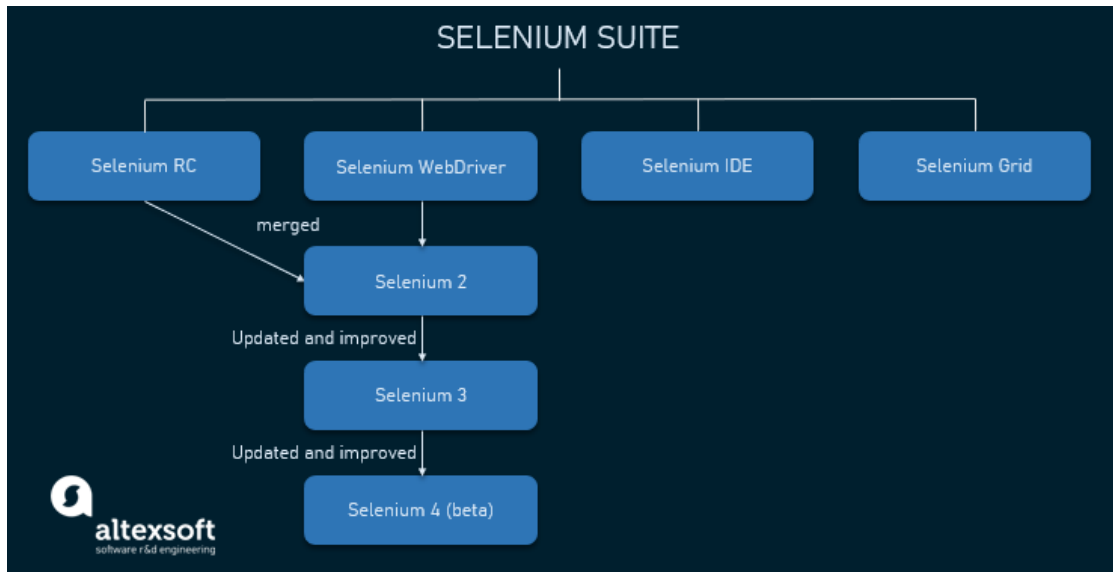 SELENIUM SUITE
Selenium RC
Selenium WebDriver
Selenium IDE
Selenium Grid
merged
Selenium 2
Updated and improved
Selenium 3
Updated and improved
Selenium 4 (beta)
altexsoft
software r&d engineering